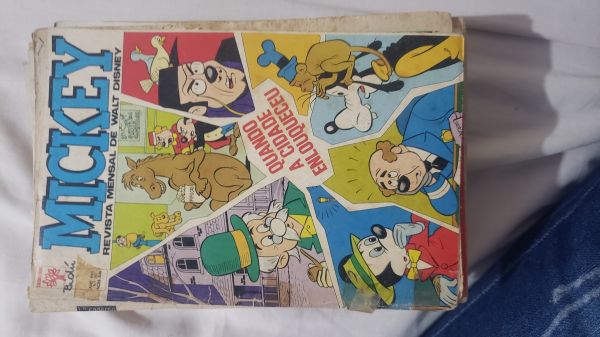 MICKEY
REVISTA MENSAL DE WALT DISNEY
QUANDO
A CIDADE
ENLOUQUECEU